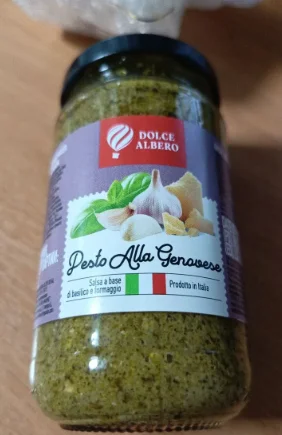 DOLCE
ALBERO
Pesto Alla Genovese
Salsa a base
di basilico e formaggio
Prodotto in Italia